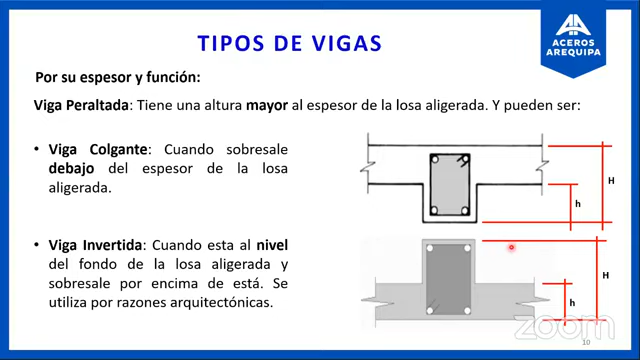 TIPOS DE VIGAS
ACEROS
AREQUIPA
Por su espesor y función:
Viga Peraltada: Tiene una altura mayor al espesor de la losa aligerada. Y pueden ser:
• Viga Colgante: Cuando sobresale
debajo del espesor de la losa
aligerada.
H
h
• Viga Invertida: Cuando esta al nivel
del fondo de la losa aligerada y
sobresale por encima de está. Se
utiliza por razones arquitectónicas.
H
h
zoom
10